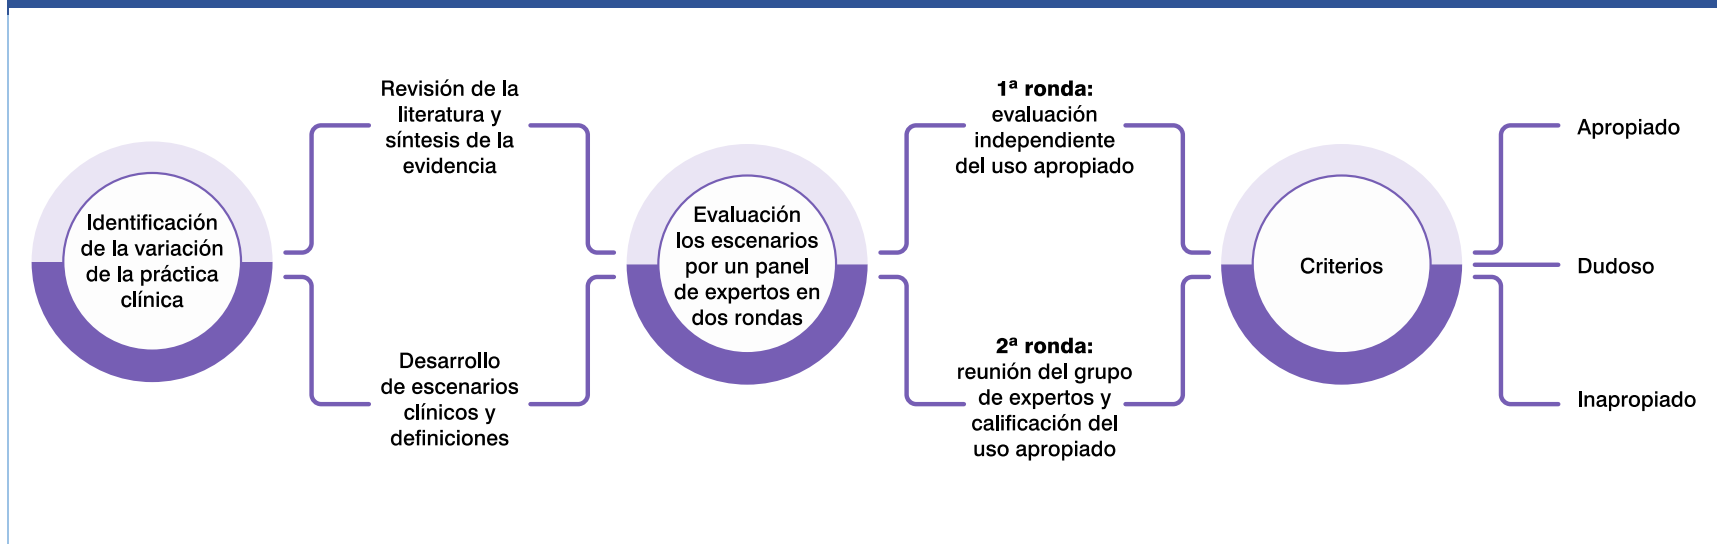 Identificación
de la variación
de la práctica
clínica
Revisión de la
literatura y
síntesis de la
evidencia
Desarrollo
de escenarios
clínicos y
definiciones
Evaluación
los escenarios
por un panel
de expertos en
dos rondas
1ª ronda:
evaluación
independiente
del uso apropiado
2ª ronda:
reunión del grupo
de expertos y
calificación del
uso apropiado
Criterios
Apropiado
Dudoso
Inapropiado